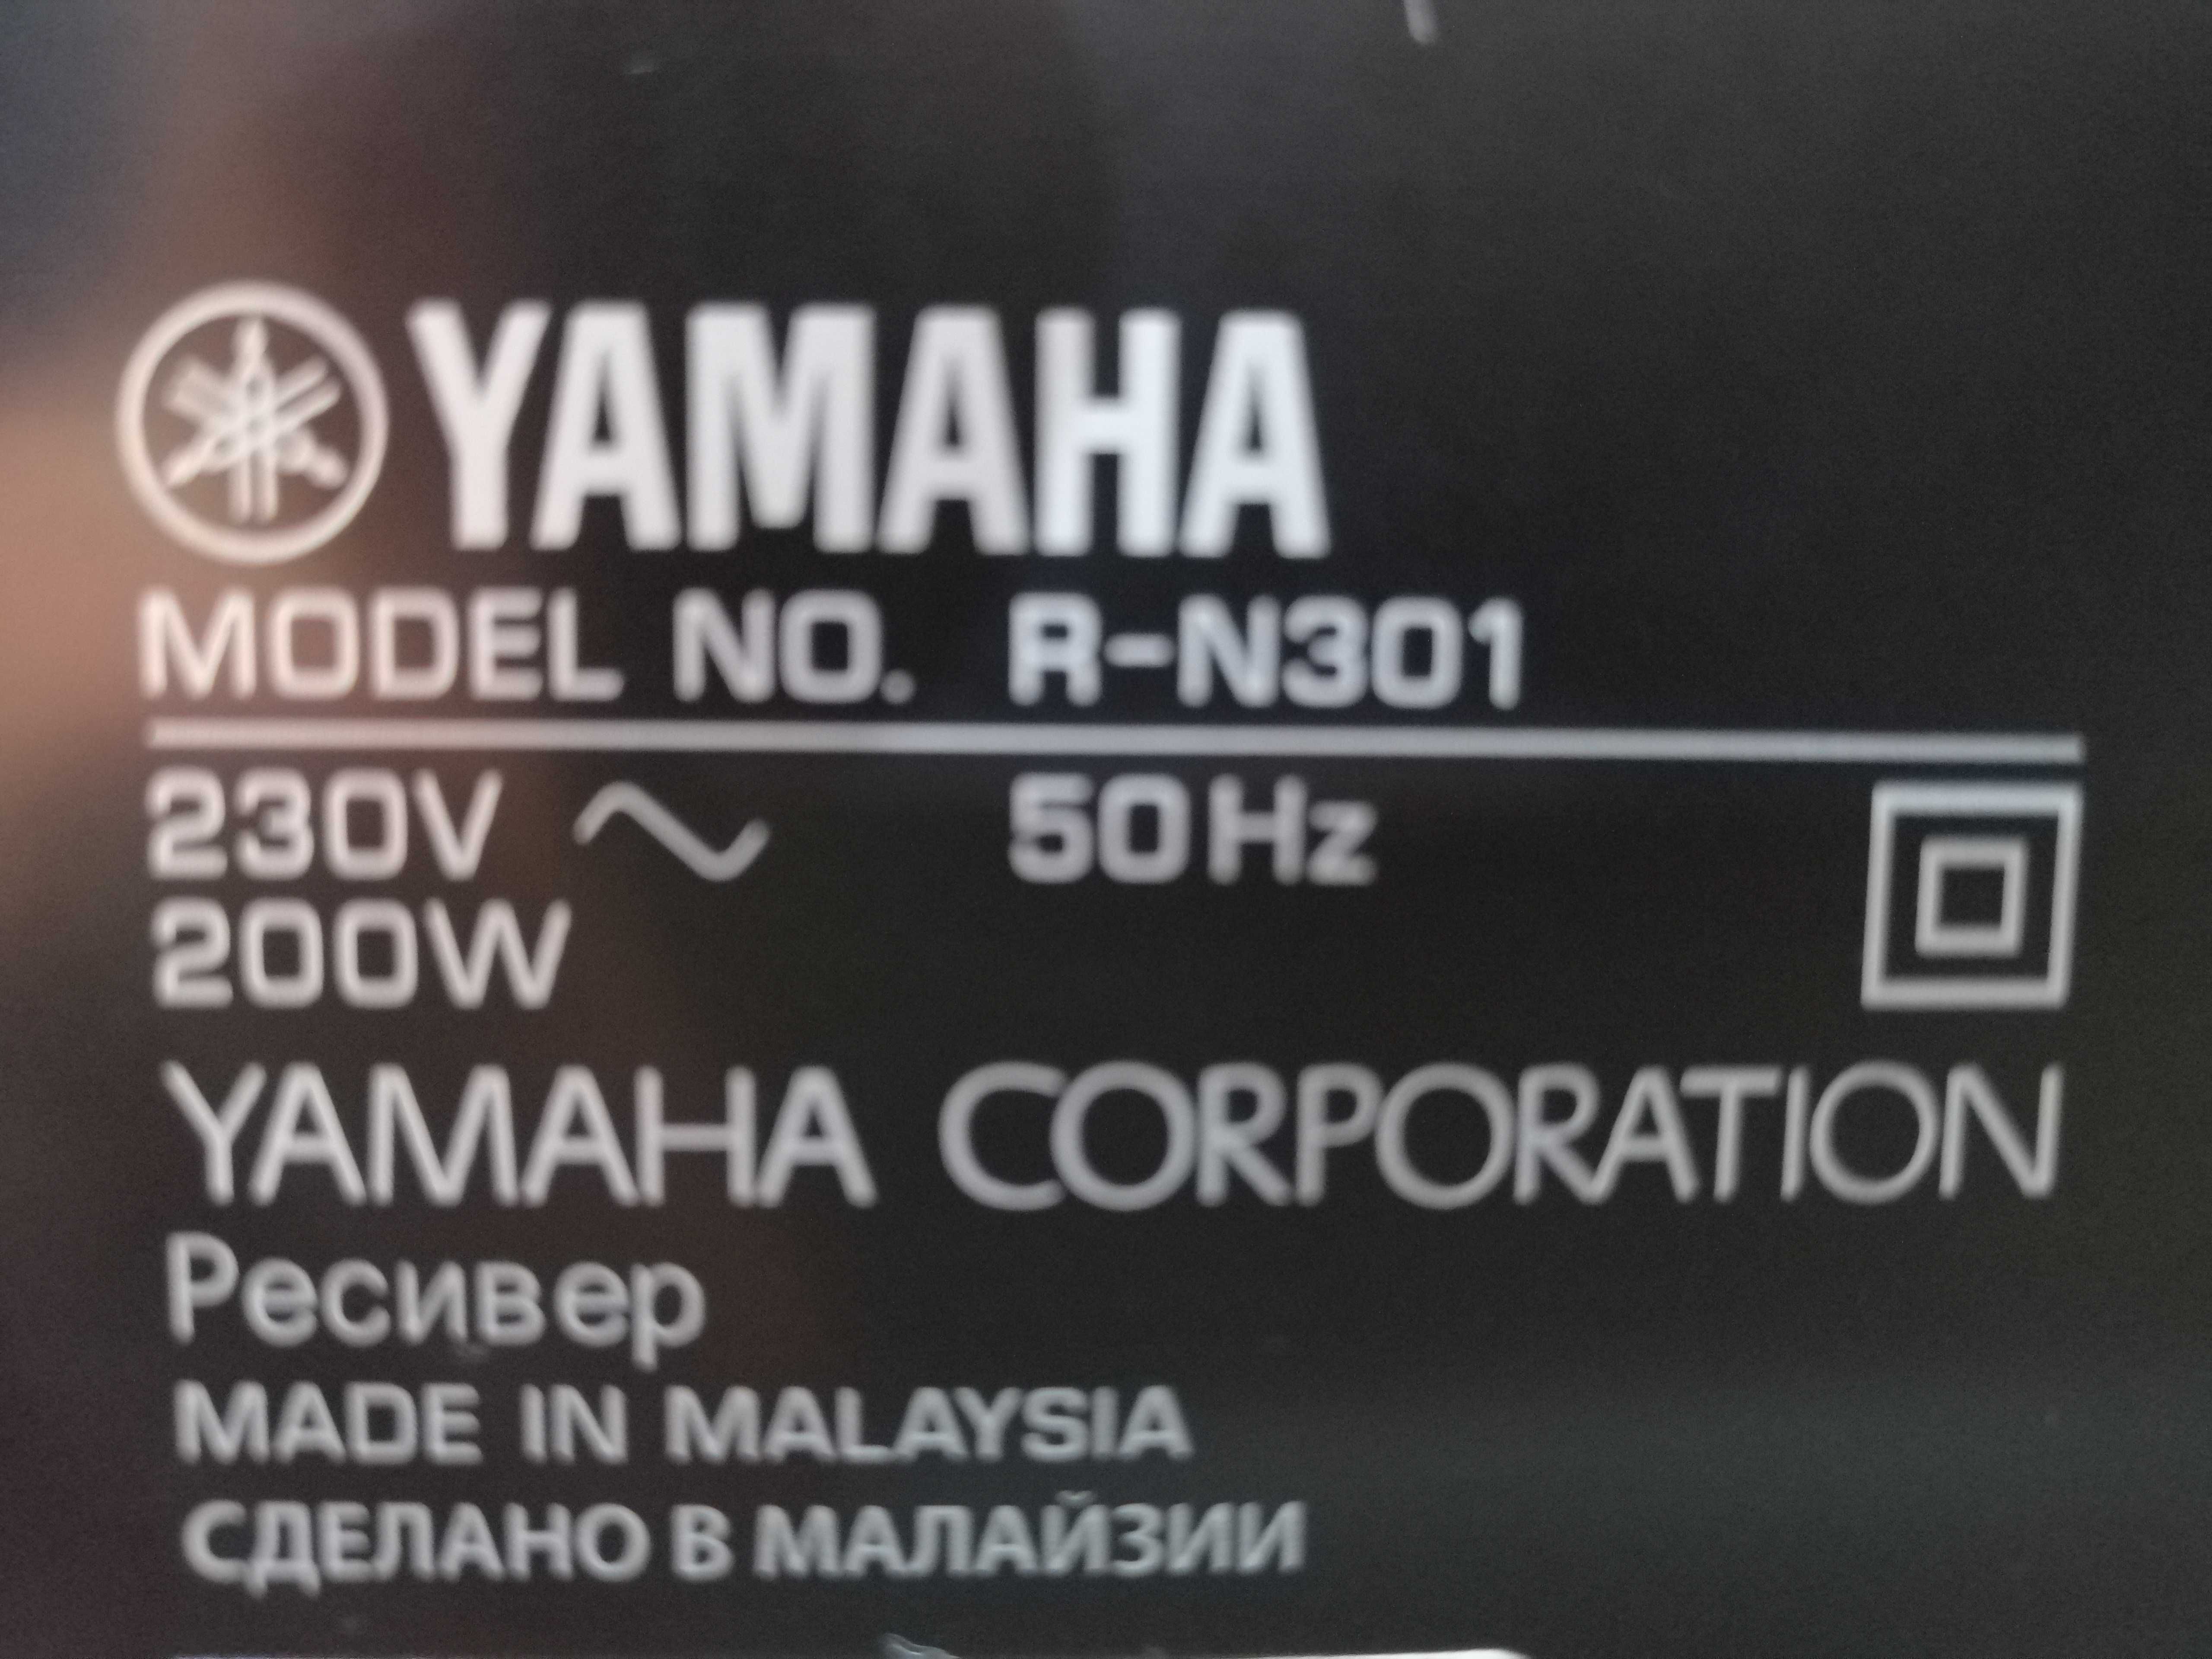 YAMAHA
MODEL NO. R-N301
230V ~ 50Hz
200W
YAMAHA CORPORATION
Ресивер
MADE IN MALAYSIA
СДЕЛАНО В МАЛАЙЗИИ